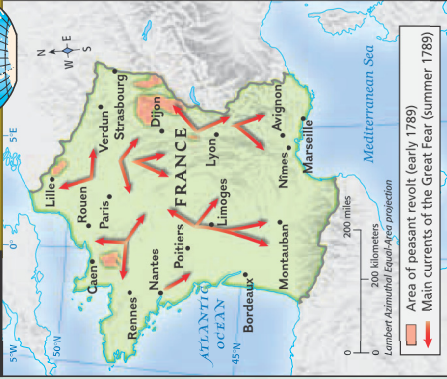 N
W E
S
5°E
0°
5°W
50°N
45°N
Lille
Verdun
Strasbourg
Rouen
Paris
Caen
Dijon
FRANCE
Rennes
Nantes
Poitiers
Limoges
Lyon
Avignon
Nîmes
Marseille
Montauban
Bordeaux
ATLANTIC
OCEAN
Mediterranean Sea
0 200 miles
0 200 kilometers
Lambert Azimuthal Equal-Area projection
Area of peasant revolt (early 1789)
Main currents of the Great Fear (summer 1789)